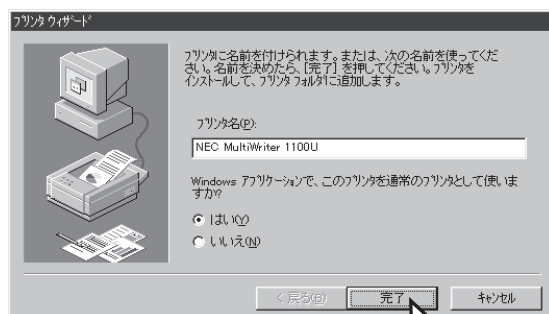 ﾌﾟﾘﾝﾀ ｳｨｻﾞｰﾄﾞ
ﾌﾟﾘﾝﾀに名前を付けられます。または、次の名前を使ってくだ
さい。名前を決めたら、[完了] を押してください。ﾌﾟﾘﾝﾀを
ｲﾝｽﾄｰﾙして、ﾌﾟﾘﾝﾀ ﾌｫﾙﾀﾞに追加します。
ﾌﾟﾘﾝﾀ名(P):
NEC MultiWriter 1100U
Windows ｱﾌﾟﾘｹｰｼｮﾝで、このﾌﾟﾘﾝﾀを通常のﾌﾟﾘﾝﾀとして使いま
すか?
はい(Y)
いいえ(N)
< 戻る(B) 完了 ｷｬﾝｾﾙ